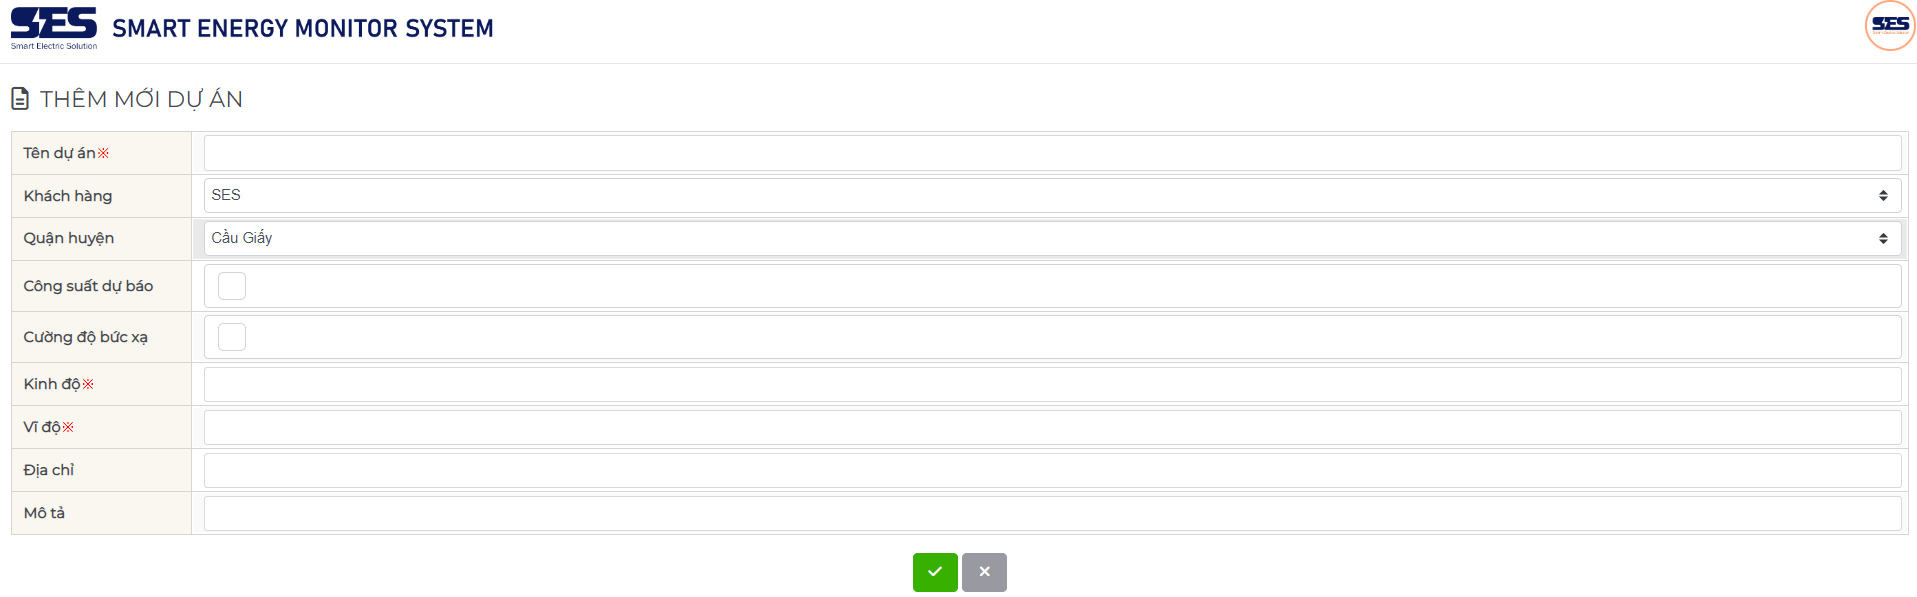 SES
Smart Electric Solution
SMART ENERGY MONITOR SYSTEM
SES
THÊM MỚI DỰ ÁN
Tên dự án※
Khách hàng
SES
Quận huyện
Cầu Giấy
Công suất dự báo
Cường độ bức xạ
Kinh độ※
Vĩ độ※
Địa chỉ
Mô tả